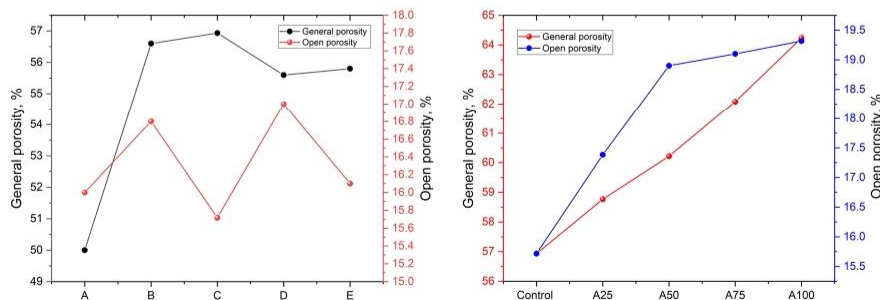 General porosity
Open porosity
General porosity, %
57
56
55
54
53
52
51
50
49
A
B
C
D
E
18.0
17.8
17.6
17.4
17.2
17.0
16.8
16.6
16.4
16.2
16.0
15.8
15.6
15.4
15.2
15.0
Open porosity, %
General porosity
Open porosity
General porosity, %
65
64
63
62
61
60
59
58
57
56
Control
A25
A50
A75
A100
19.5
19.0
18.5
18.0
17.5
17.0
16.5
16.0
15.5
Open porosity, %